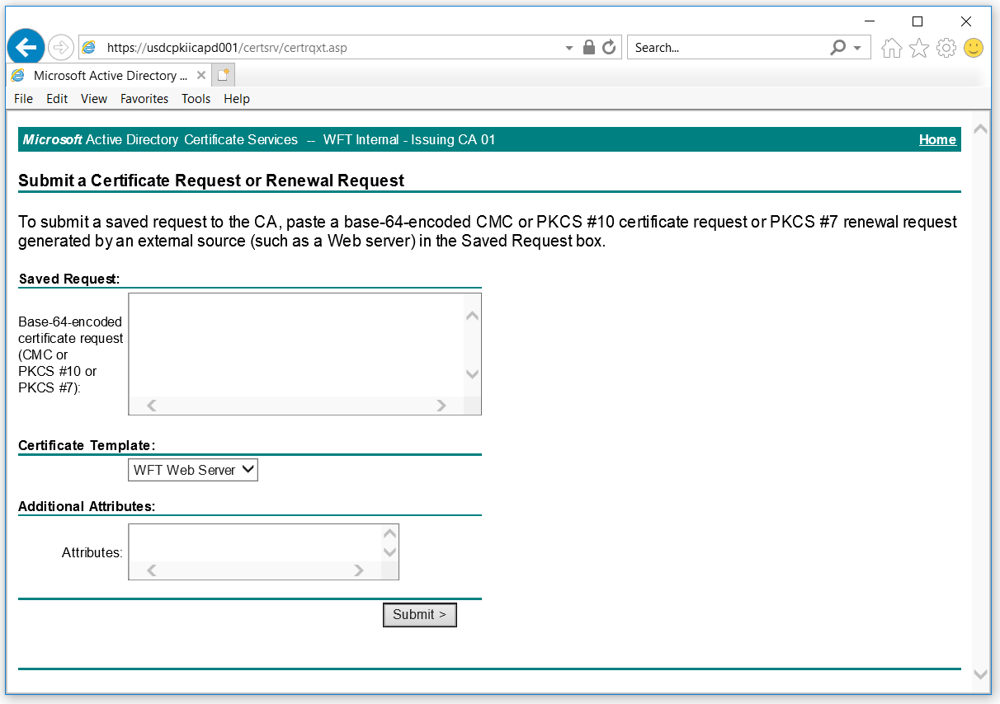 https://usdcpkiicapd001/certsrv/certrqxt.asp
Search...
Microsoft Active Directory ...
File Edit View Favorites Tools Help
Microsoft Active Directory Certificate Services -- WFT Internal - Issuing CA 01 Home
Submit a Certificate Request or Renewal Request
To submit a saved request to the CA, paste a base-64-encoded CMC or PKCS #10 certificate request or PKCS #7 renewal request
generated by an external source (such as a Web server) in the Saved Request box.
Saved Request:
Base-64-encoded
certificate request
(CMC or
PKCS #10 or
PKCS #7):
Certificate Template:
WFT Web Server
Additional Attributes:
Attributes:
Submit >